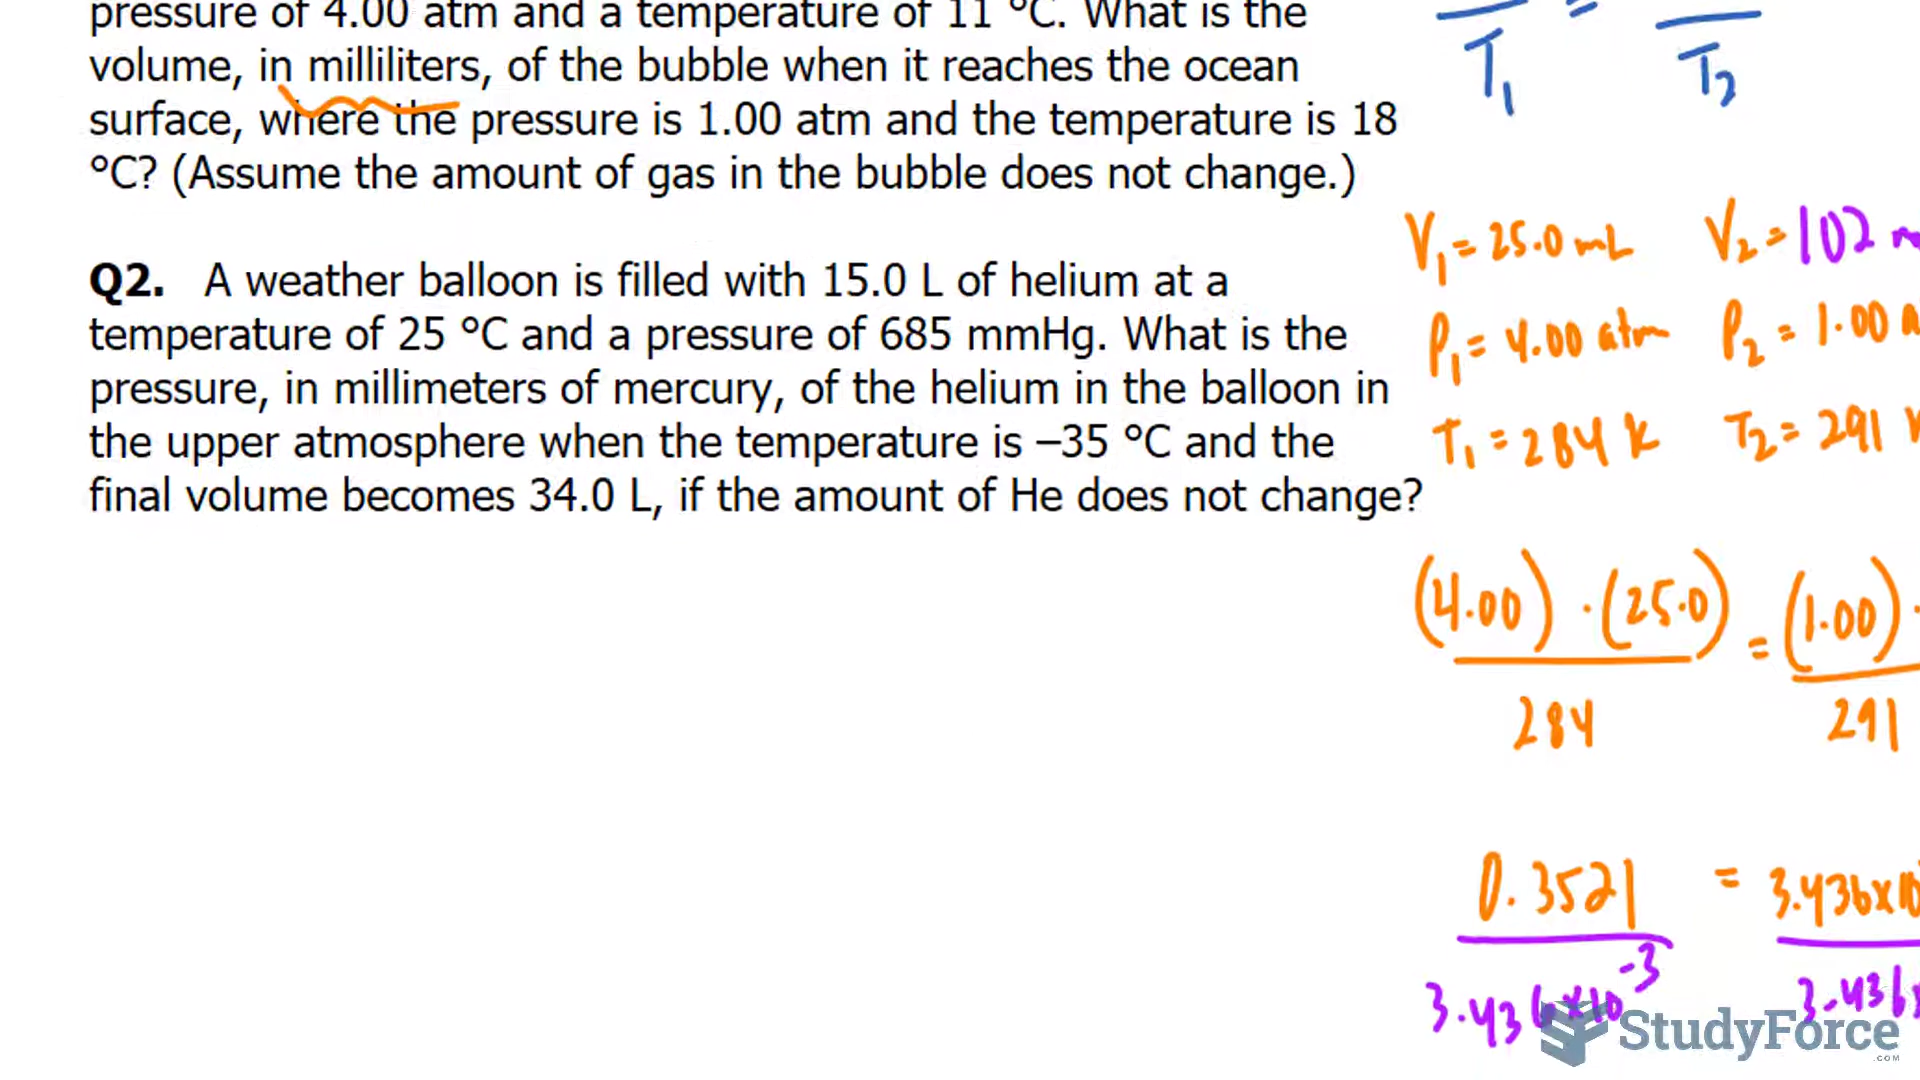 pressure of 4.00 atm and a temperature of 11 °C. What is the
volume, in milliliters, of the bubble when it reaches the ocean
surface, where the pressure is 1.00 atm and the temperature is 18
°C? (Assume the amount of gas in the bubble does not change.)
Q2. A weather balloon is filled with 15.0 L of helium at a
temperature of 25 °C and a pressure of 685 mmHg. What is the
pressure, in millimeters of mercury, of the helium in the balloon in
the upper atmosphere when the temperature is –35 °C and the
final volume becomes 34.0 L, if the amount of He does not change?
=
T₁ T₂
V₁ = 25.0 mL V₂ = 102 m
P₁ = 4.00 atm P₂ = 1.00 a
T₁ = 284 K T₂ = 291 K
(4.00) · (25.0) = (1.00) ·
284 291
0.3521 = 3.436x10
3.436x10⁻³ 3.436x
StudyForce
.COM